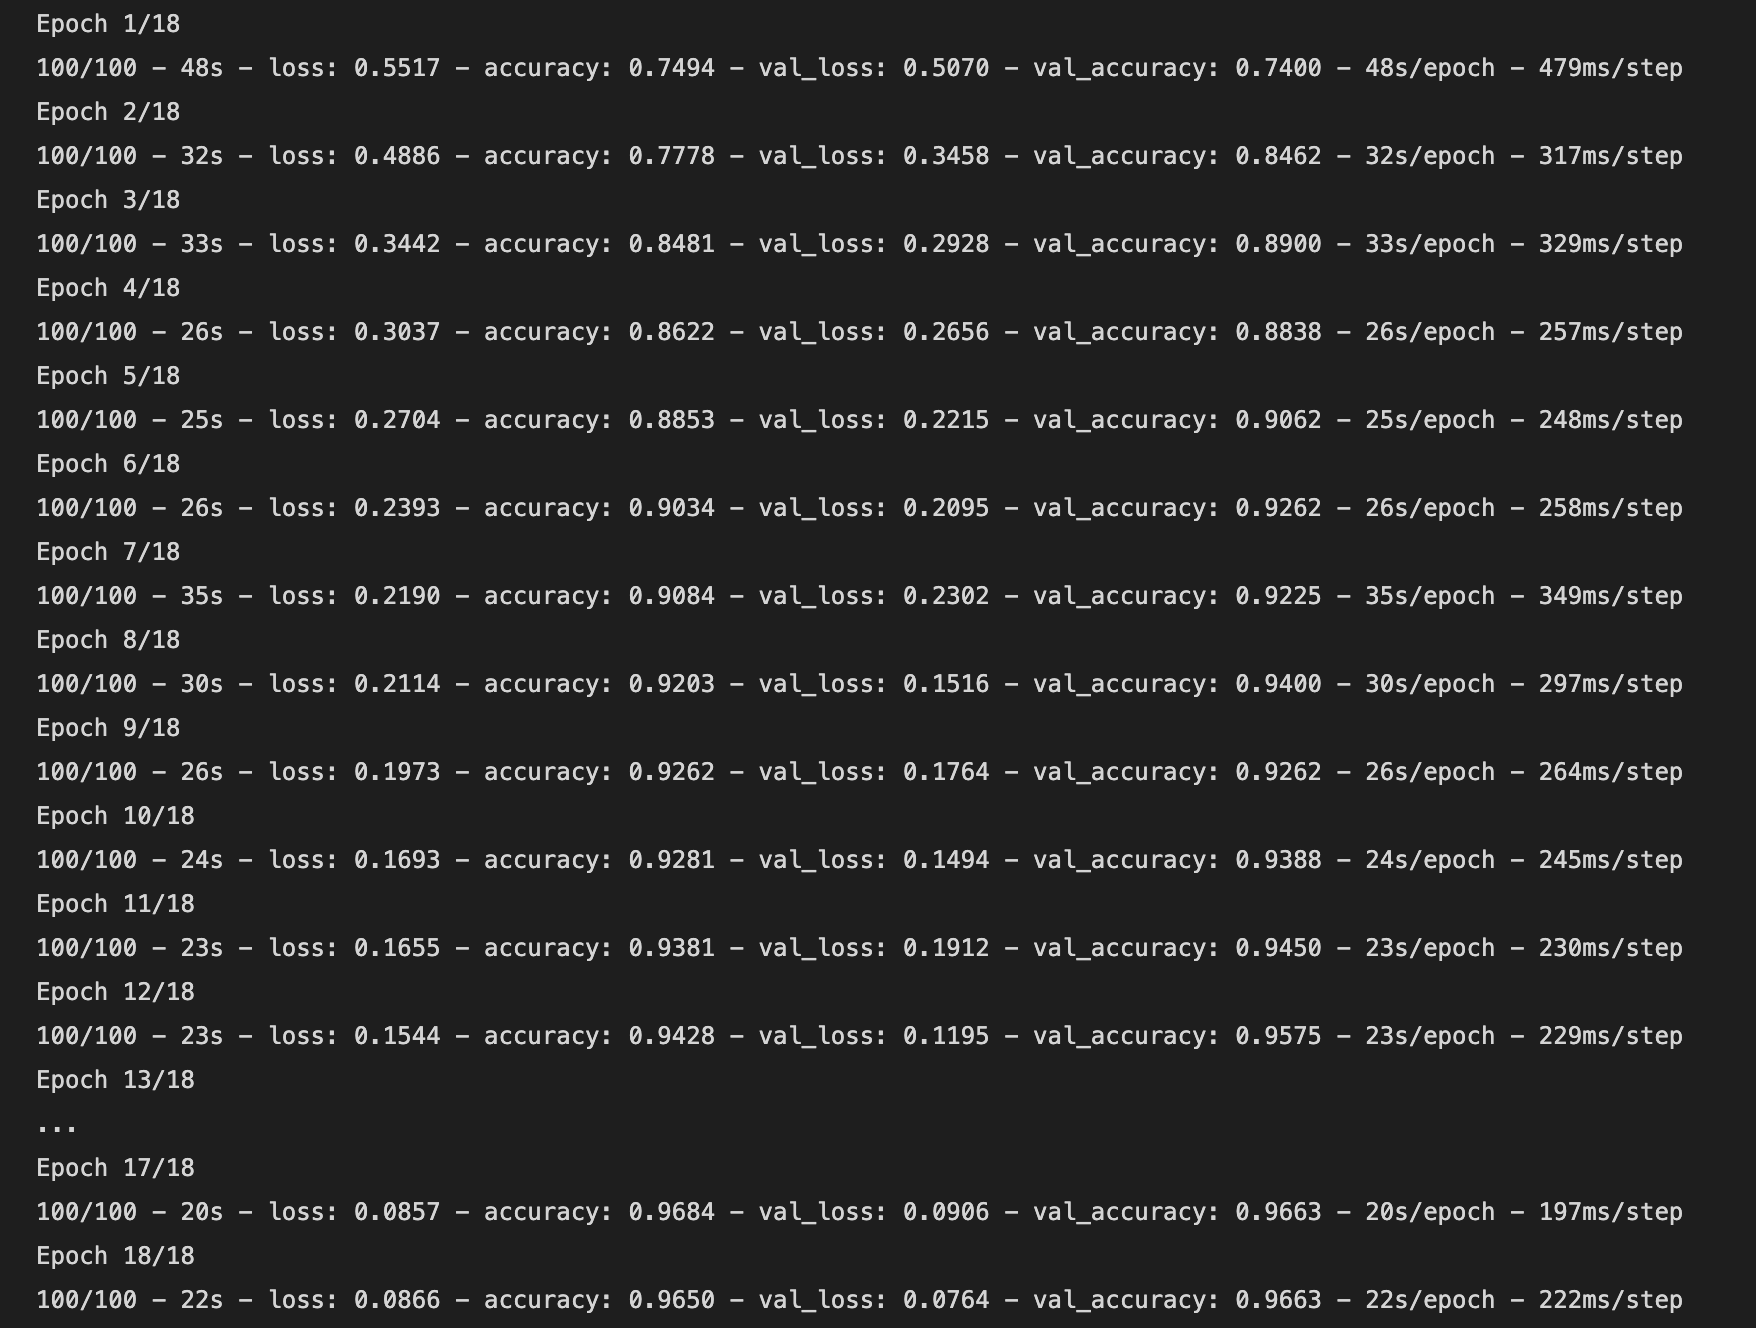 Epoch 1/18
100/100 - 48s - loss: 0.5517 - accuracy: 0.7494 - val_loss: 0.5070 - val_accuracy: 0.7400 - 48s/epoch - 479ms/step
Epoch 2/18
100/100 - 32s - loss: 0.4886 - accuracy: 0.7778 - val_loss: 0.3458 - val_accuracy: 0.8462 - 32s/epoch - 317ms/step
Epoch 3/18
100/100 - 33s - loss: 0.3442 - accuracy: 0.8481 - val_loss: 0.2928 - val_accuracy: 0.8900 - 33s/epoch - 329ms/step
Epoch 4/18
100/100 - 26s - loss: 0.3037 - accuracy: 0.8622 - val_loss: 0.2656 - val_accuracy: 0.8838 - 26s/epoch - 257ms/step
Epoch 5/18
100/100 - 25s - loss: 0.2704 - accuracy: 0.8853 - val_loss: 0.2215 - val_accuracy: 0.9062 - 25s/epoch - 248ms/step
Epoch 6/18
100/100 - 26s - loss: 0.2393 - accuracy: 0.9034 - val_loss: 0.2095 - val_accuracy: 0.9262 - 26s/epoch - 258ms/step
Epoch 7/18
100/100 - 35s - loss: 0.2190 - accuracy: 0.9084 - val_loss: 0.2302 - val_accuracy: 0.9225 - 35s/epoch - 349ms/step
Epoch 8/18
100/100 - 30s - loss: 0.2114 - accuracy: 0.9203 - val_loss: 0.1516 - val_accuracy: 0.9400 - 30s/epoch - 297ms/step
Epoch 9/18
100/100 - 26s - loss: 0.1973 - accuracy: 0.9262 - val_loss: 0.1764 - val_accuracy: 0.9262 - 26s/epoch - 264ms/step
Epoch 10/18
100/100 - 24s - loss: 0.1693 - accuracy: 0.9281 - val_loss: 0.1494 - val_accuracy: 0.9388 - 24s/epoch - 245ms/step
Epoch 11/18
100/100 - 23s - loss: 0.1655 - accuracy: 0.9381 - val_loss: 0.1912 - val_accuracy: 0.9450 - 23s/epoch - 230ms/step
Epoch 12/18
100/100 - 23s - loss: 0.1544 - accuracy: 0.9428 - val_loss: 0.1195 - val_accuracy: 0.9575 - 23s/epoch - 229ms/step
Epoch 13/18
...
Epoch 17/18
100/100 - 20s - loss: 0.0857 - accuracy: 0.9684 - val_loss: 0.0906 - val_accuracy: 0.9663 - 20s/epoch - 197ms/step
Epoch 18/18
100/100 - 22s - loss: 0.0866 - accuracy: 0.9650 - val_loss: 0.0764 - val_accuracy: 0.9663 - 22s/epoch - 222ms/step